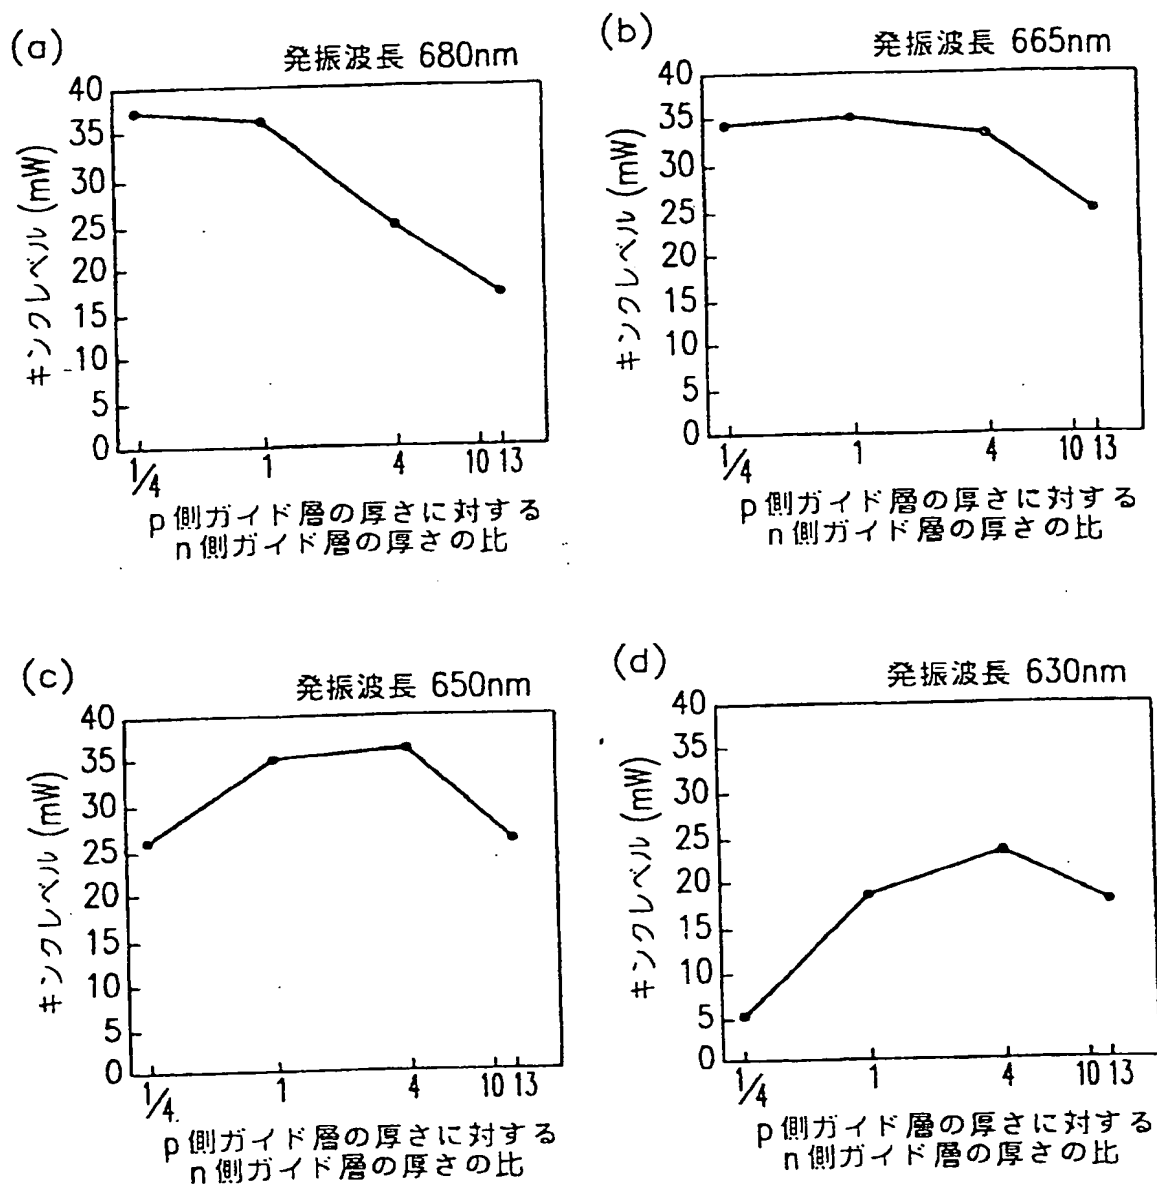 (a)
発振波長 680nm
キンクレベル (mW)
40
35
30
25
20
15
10
5
0
1/4 1 4 10 13
p側ガイド層の厚さに対する
n側ガイド層の厚さの比
(b)
発振波長 665nm
キンクレベル (mW)
40
35
30
25
20
15
10
5
0
1/4 1 4 10 13
p側ガイド層の厚さに対する
n側ガイド層の厚さの比
(c)
発振波長 650nm
キンクレベル (mW)
40
35
30
25
20
15
10
5
0
1/4 1 4 10 13
p側ガイド層の厚さに対する
n側ガイド層の厚さの比
(d)
発振波長 630nm
キンクレベル (mW)
40
35
30
25
20
15
10
5
0
1/4 1 4 10 13
p側ガイド層の厚さに対する
n側ガイド層の厚さの比